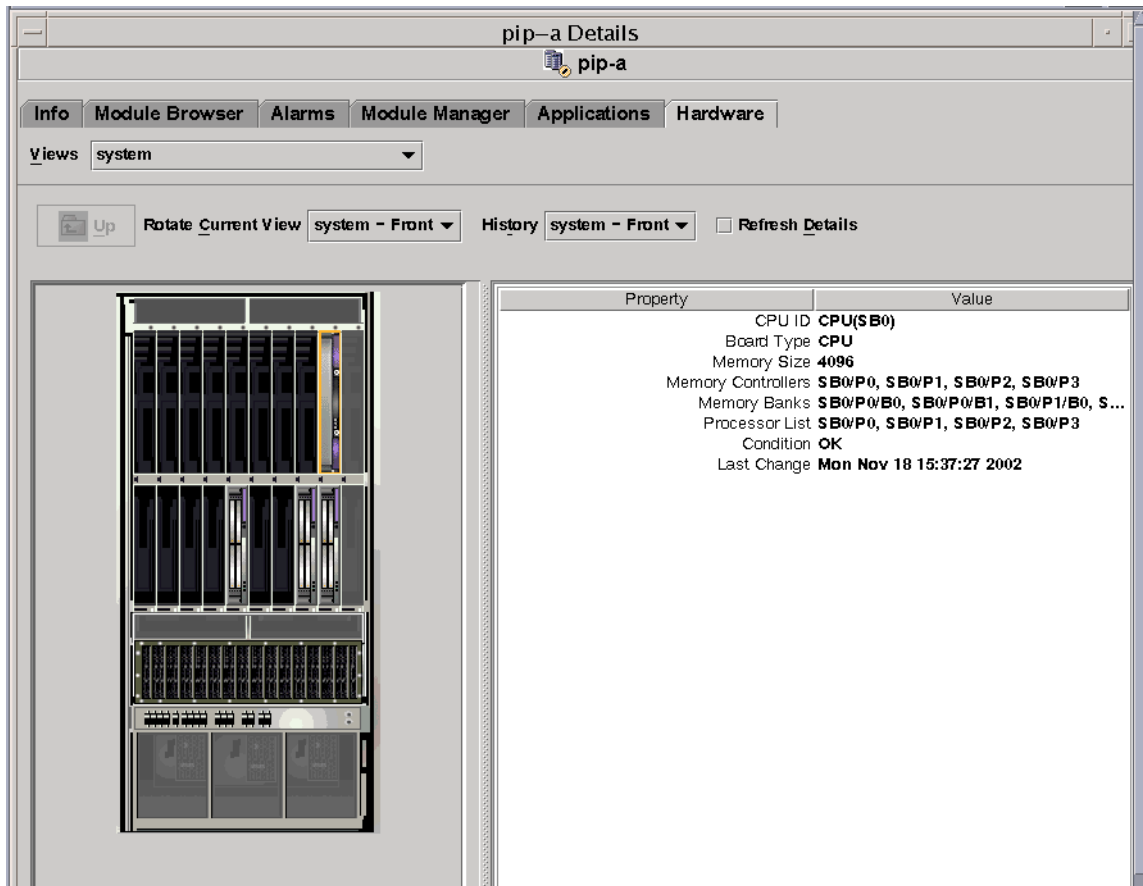 pip–a Details
pip-a
Info Module Browser Alarms Module Manager Applications Hardware
Views system
Up Rotate Current View system - Front History system - Front Refresh Details
Property Value
CPU ID CPU(SB0)
Board Type CPU
Memory Size 4096
Memory Controllers SB0/P0, SB0/P1, SB0/P2, SB0/P3
Memory Banks SB0/P0/B0, SB0/P0/B1, SB0/P1/B0, S...
Processor List SB0/P0, SB0/P1, SB0/P2, SB0/P3
Condition OK
Last Change Mon Nov 18 15:37:27 2002